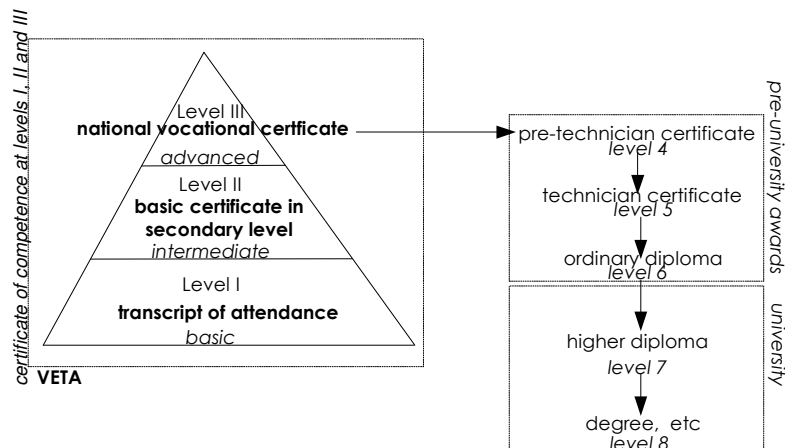 certificate of competence at levels I, II and III
Level III
national vocational certficate
advanced
Level II
basic certificate in
secondary level
intermediate
Level I
transcript of attendance
basic
VETA
pre-technician certificate
level 4
technician certificate
level 5
ordinary diploma
level 6
pre-university awards
higher diploma
level 7
degree, etc
level 8
university